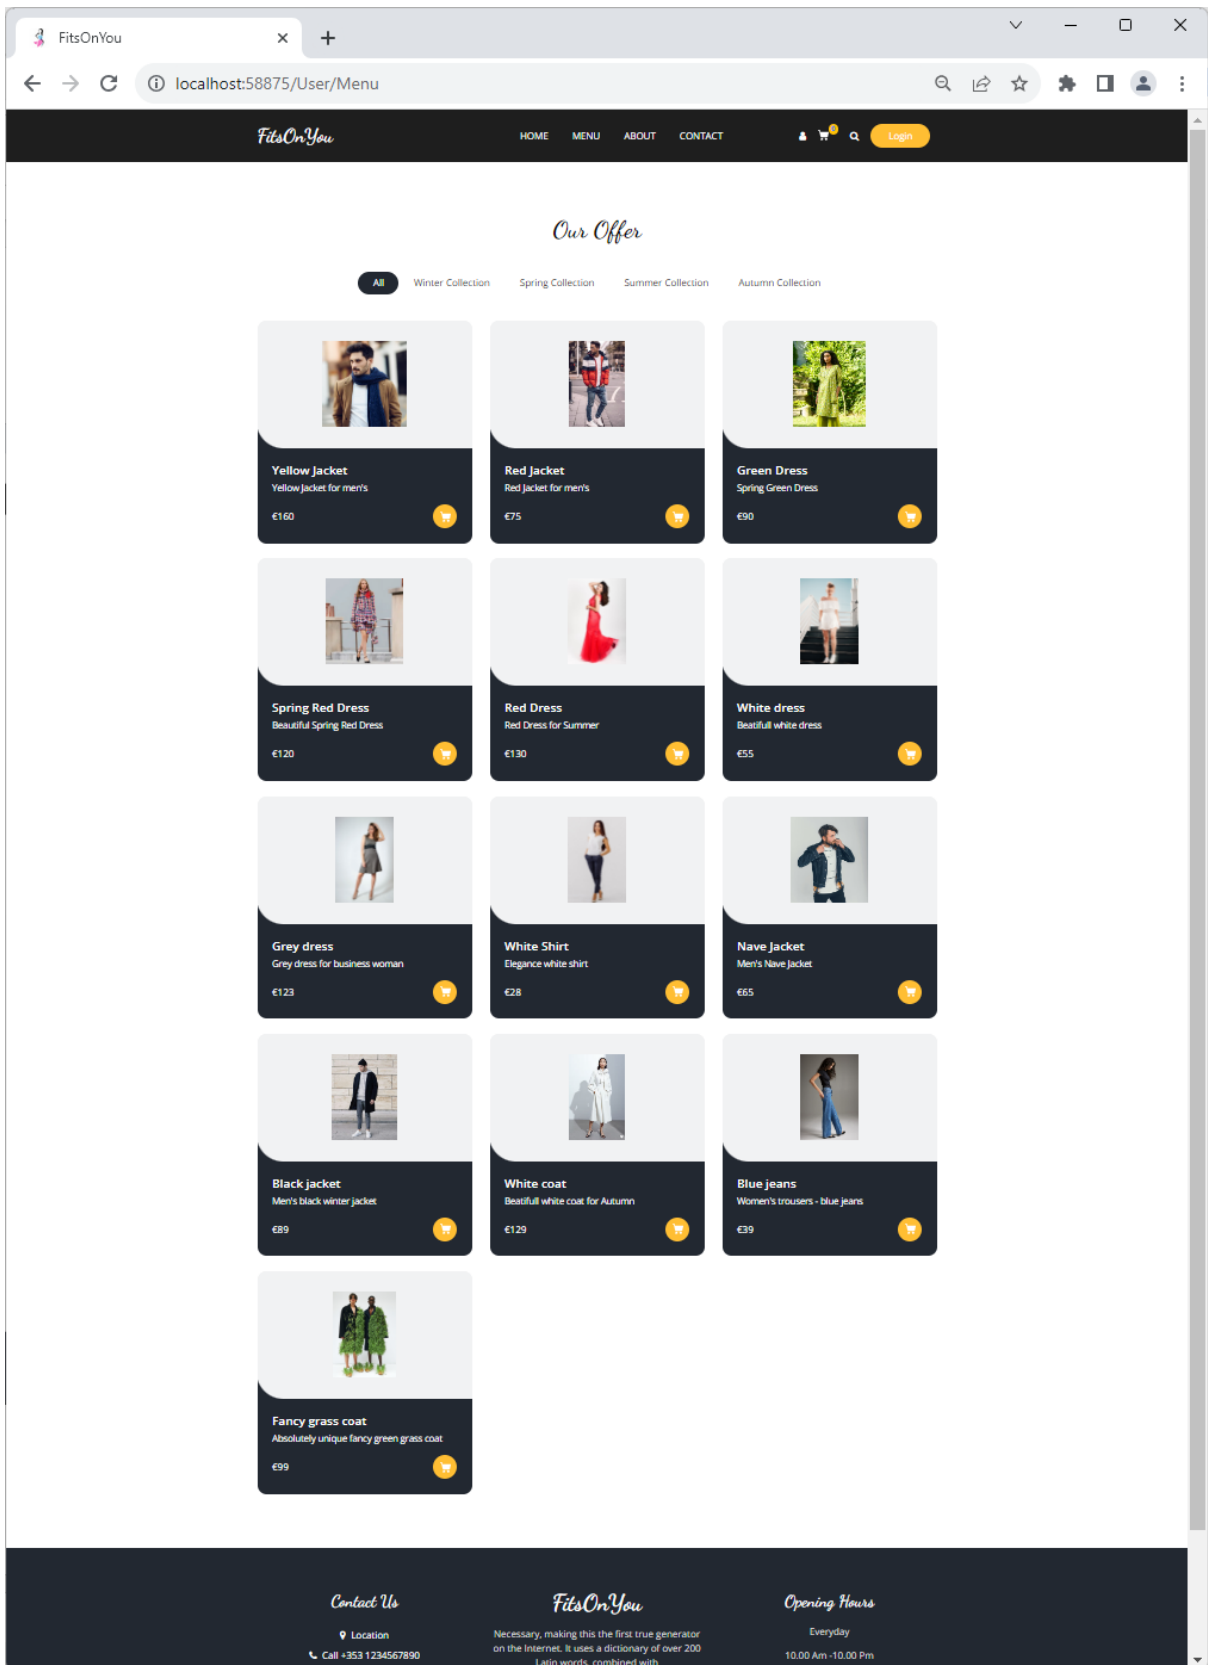 FitsOnYou
localhost:58875/User/Menu
FitsOnYou HOME MENU ABOUT CONTACT 0 Login
Our Offer
All Winter Collection Spring Collection Summer Collection Autumn Collection
Yellow Jacket
Yellow Jacket for men's
€160
Red Jacket
Red Jacket for men's
€75
Green Dress
Spring Green Dress
€90
Spring Red Dress
Beautiful Spring Red Dress
€120
Red Dress
Red Dress for Summer
€130
White dress
Beatifull white dress
€55
Grey dress
Grey dress for business woman
€123
White Shirt
Elegance white shirt
€28
Nave Jacket
Men's Nave Jacket
€65
Black jacket
Men's black winter jacket
€89
White coat
Beatifull white coat for Autumn
€129
Blue jeans
Women's trousers - blue jeans
€39
Fancy grass coat
Absolutely unique fancy green grass coat
€99
Contact Us
Location
Call +353 1234567890
FitsOnYou
Necessary, making this the first true generator
on the Internet. It uses a dictionary of over 200
Latin words, combined with
Opening Hours
Everyday
10.00 Am -10.00 Pm